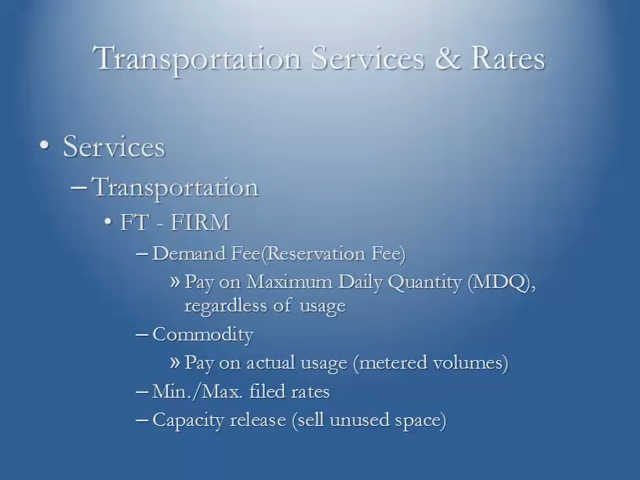 Transportation Services & Rates
• Services
– Transportation
• FT - FIRM
– Demand Fee(Reservation Fee)
» Pay on Maximum Daily Quantity (MDQ),
regardless of usage
– Commodity
» Pay on actual usage (metered volumes)
– Min./Max. filed rates
– Capacity release (sell unused space)